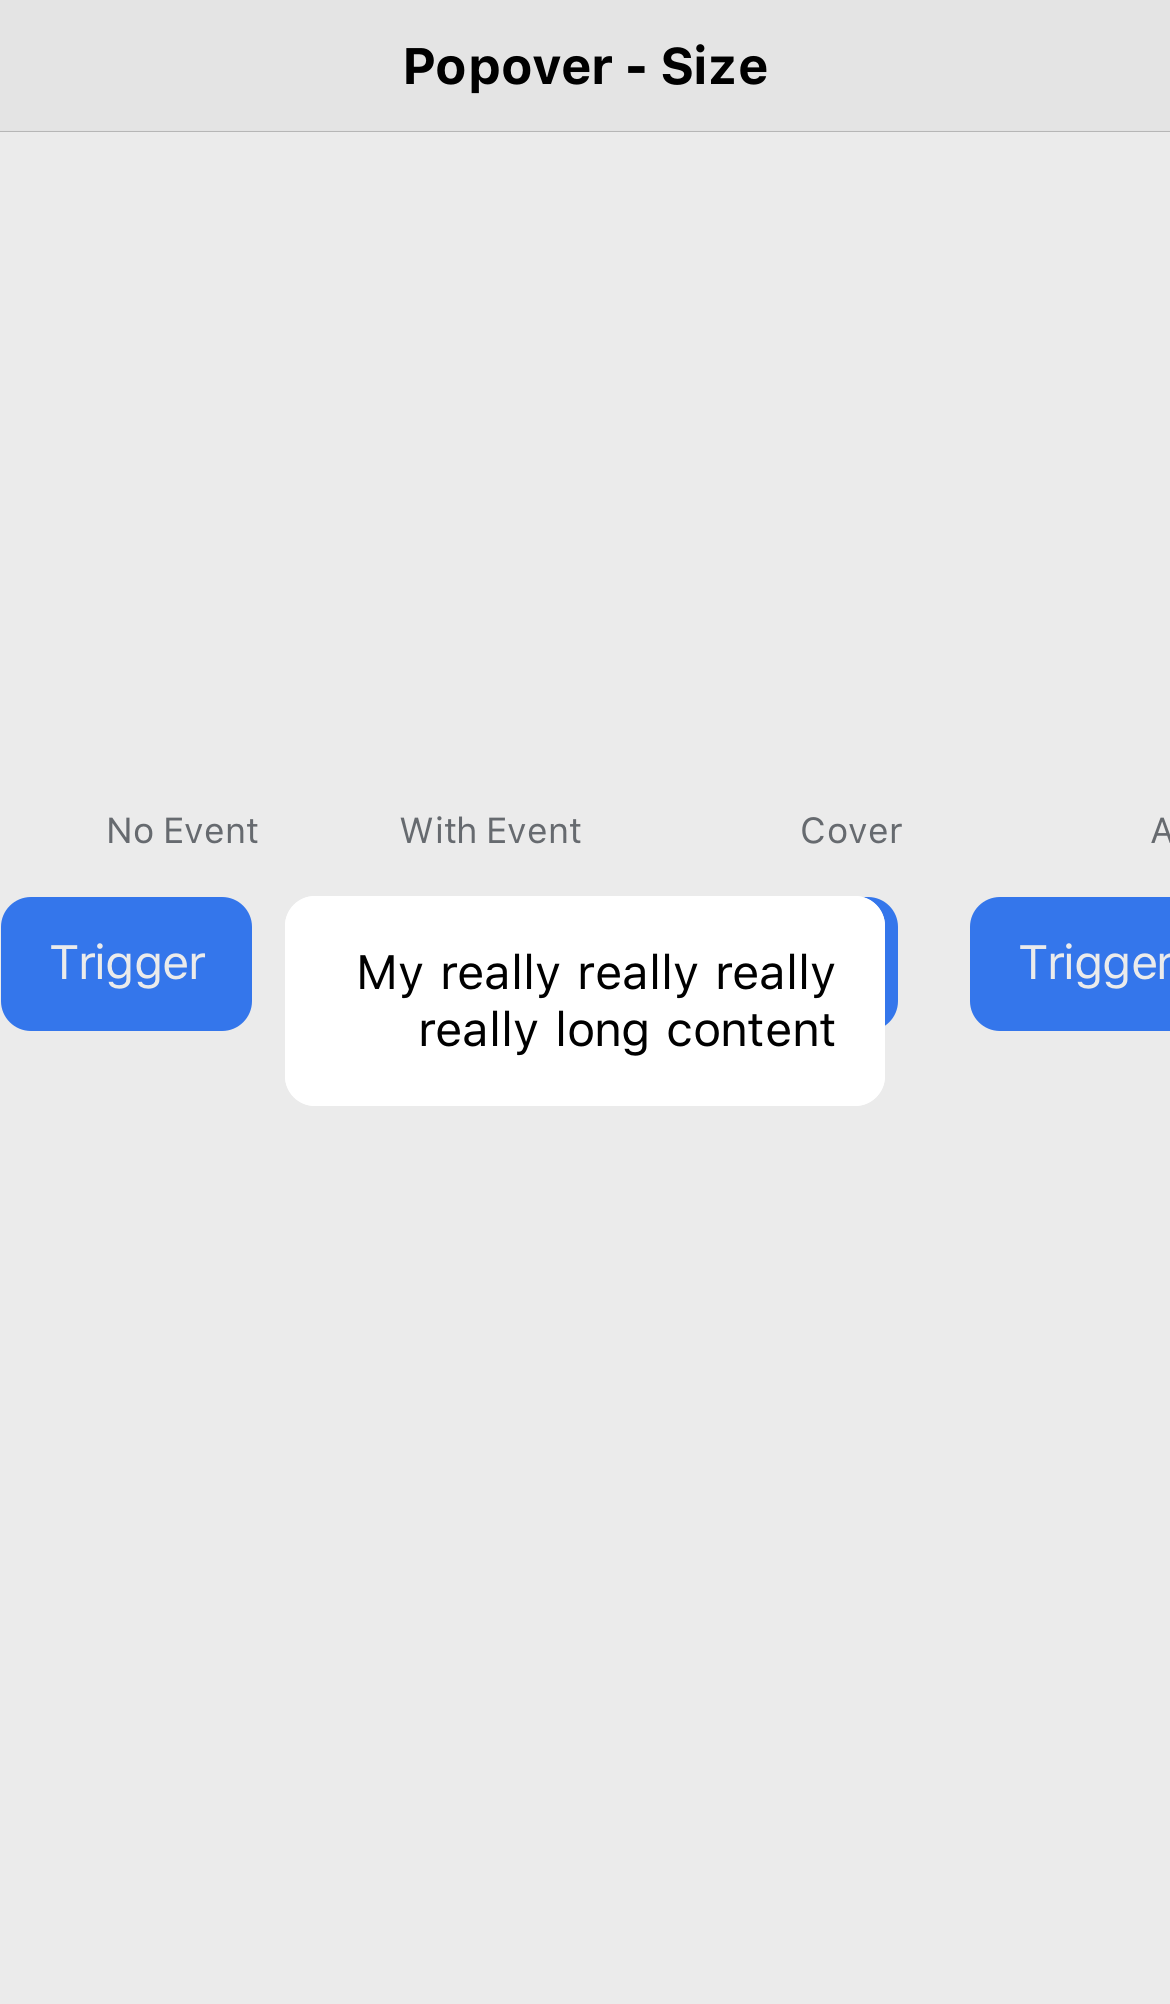 Popover - Size
No Event
With Event
Cover
A
Trigger
My really really really
really long content
Trigger